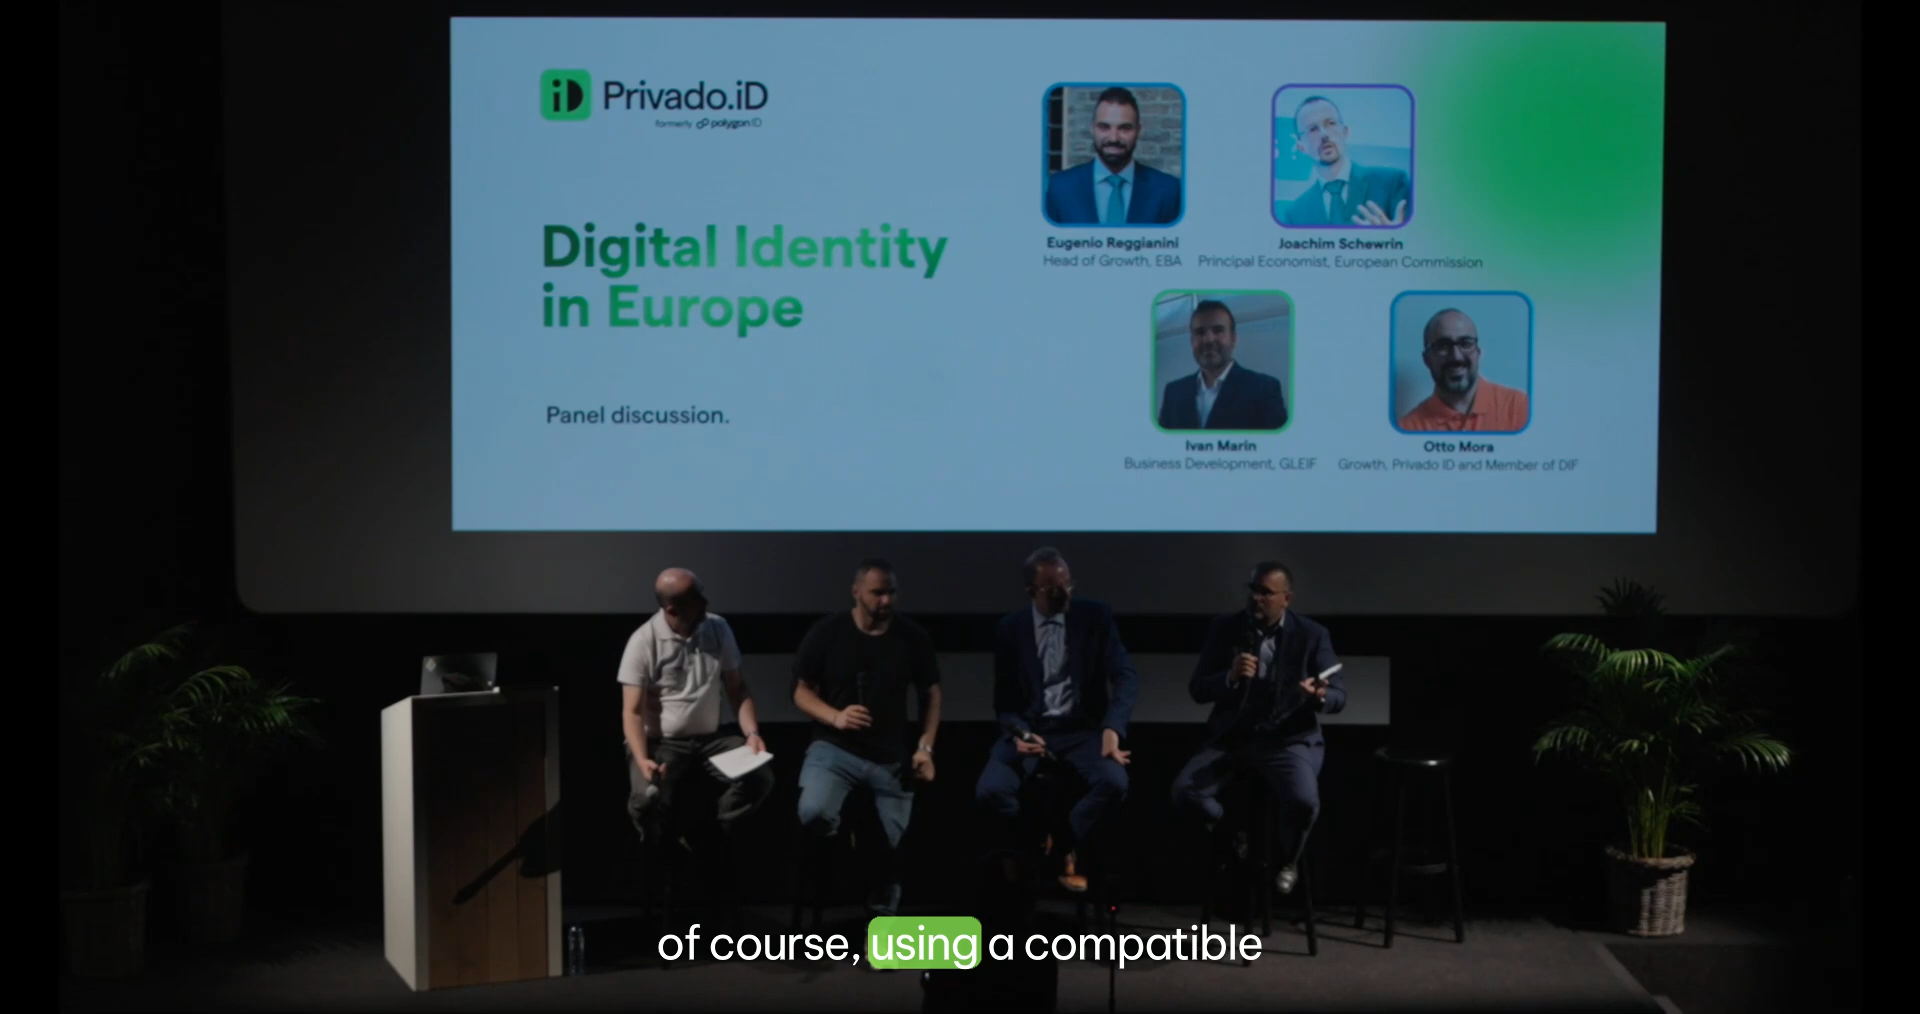 iD Privado.iD
formerly polygon ID
Digital Identity
in Europe
Panel discussion.
Eugenio Reggianini
Head of Growth, EBA
Joachim Schewrin
Principal Economist, European Commission
Ivan Marin
Business Development, GLEIF
Otto Mora
Growth, Privado ID and Member of DIF
of course, using a compatible